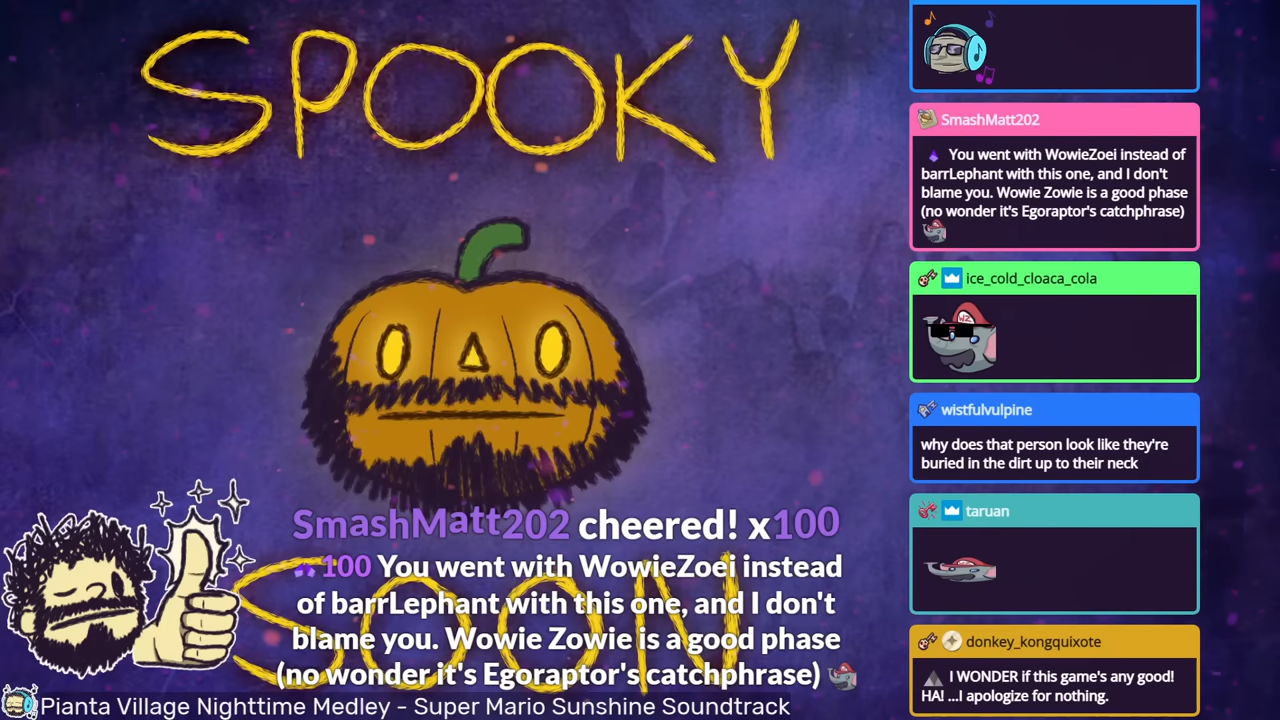 SPOOKY
SOON
SmashMatt202 cheered! x100
100 You went with WowieZoei instead
of barrLephant with this one, and I don't
blame you. Wowie Zowie is a good phase
(no wonder it's Egoraptor's catchphrase)
Pianta Village Nighttime Medley - Super Mario Sunshine Soundtrack
SmashMatt202
You went with WowieZoei instead of
barrLephant with this one, and I don't
blame you. Wowie Zowie is a good phase
(no wonder it's Egoraptor's catchphrase)
ice_cold_cloaca_cola
WZ
wistfulvulpine
why does that person look like they're
buried in the dirt up to their neck
taruan
donkey_kongquixote
I WONDER if this game's any good!
HAI ...I apologize for nothing.